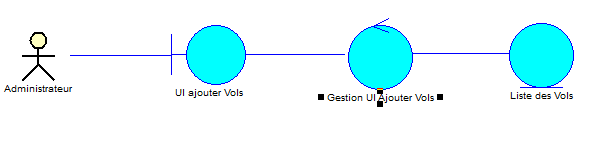 Administrateur
UI ajouter Vols
Gestion UI Ajouter Vols
Liste des Vols